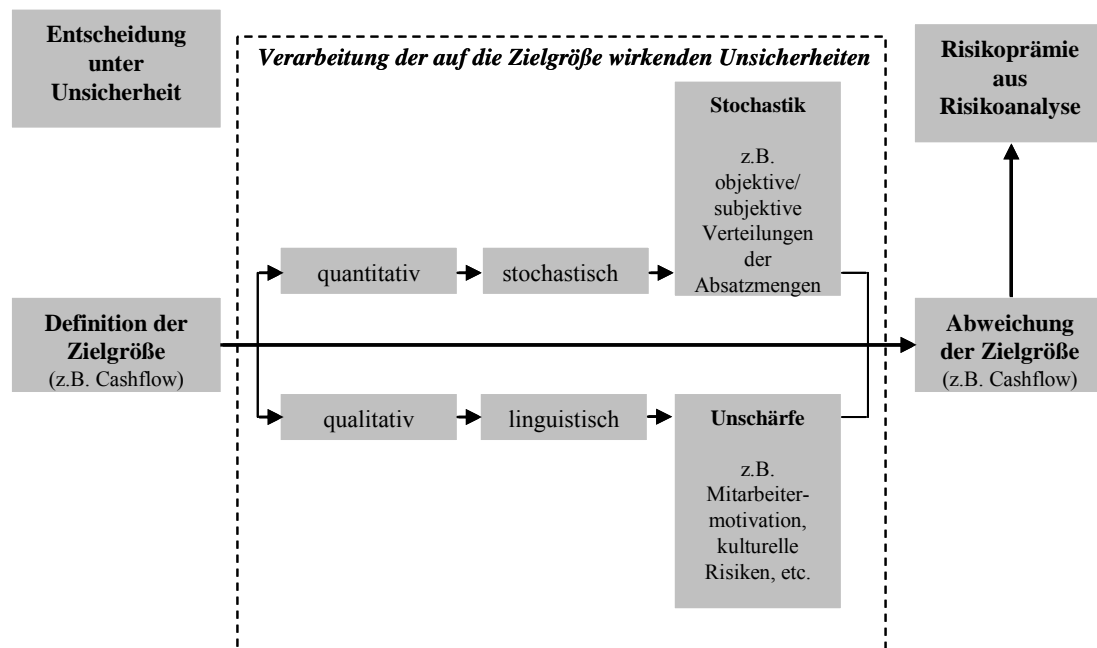 Entscheidung
unter
Unsicherheit
Verarbeitung der auf die Zielgröße wirkenden Unsicherheiten
Risikoprämie
aus
Risikoanalyse
Stochastik
z.B.
objektive/
subjektive
Verteilungen
der
Absatzmengen
quantitativ
stochastisch
Definition der
Zielgröße
(z.B. Cashflow)
Abweichung
der Zielgröße
(z.B. Cashflow)
qualitativ
linguistisch
Unschärfe
z.B.
Mitarbeiter-
motivation,
kulturelle
Risiken, etc.